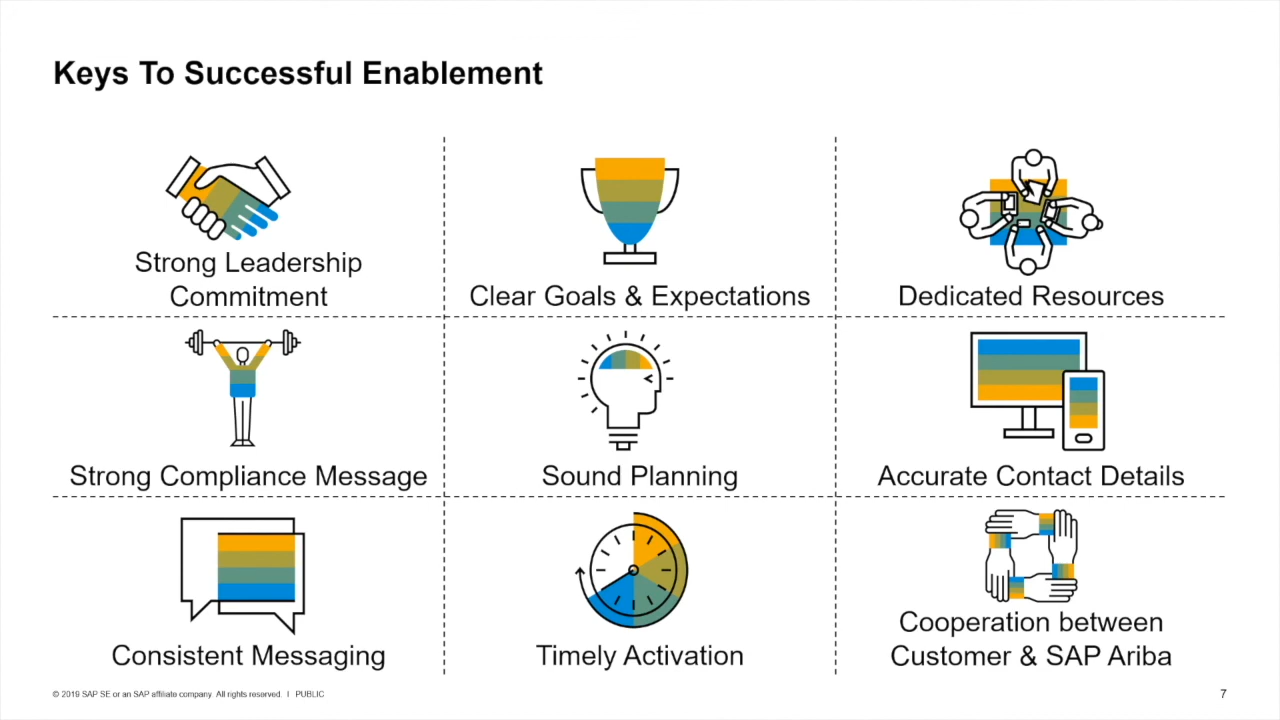 Keys To Successful Enablement
Strong Leadership
Commitment
Clear Goals & Expectations
Dedicated Resources
Strong Compliance Message
Sound Planning
Accurate Contact Details
Consistent Messaging
Timely Activation
Cooperation between
Customer & SAP Ariba
© 2019 SAP SE or an SAP affiliate company. All rights reserved. I PUBLIC
7